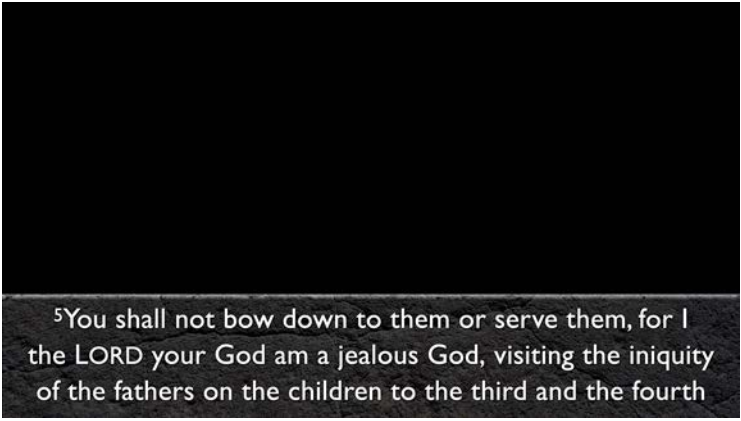 ⁵You shall not bow down to them or serve them, for I
the LORD your God am a jealous God, visiting the iniquity
of the fathers on the children to the third and the fourth